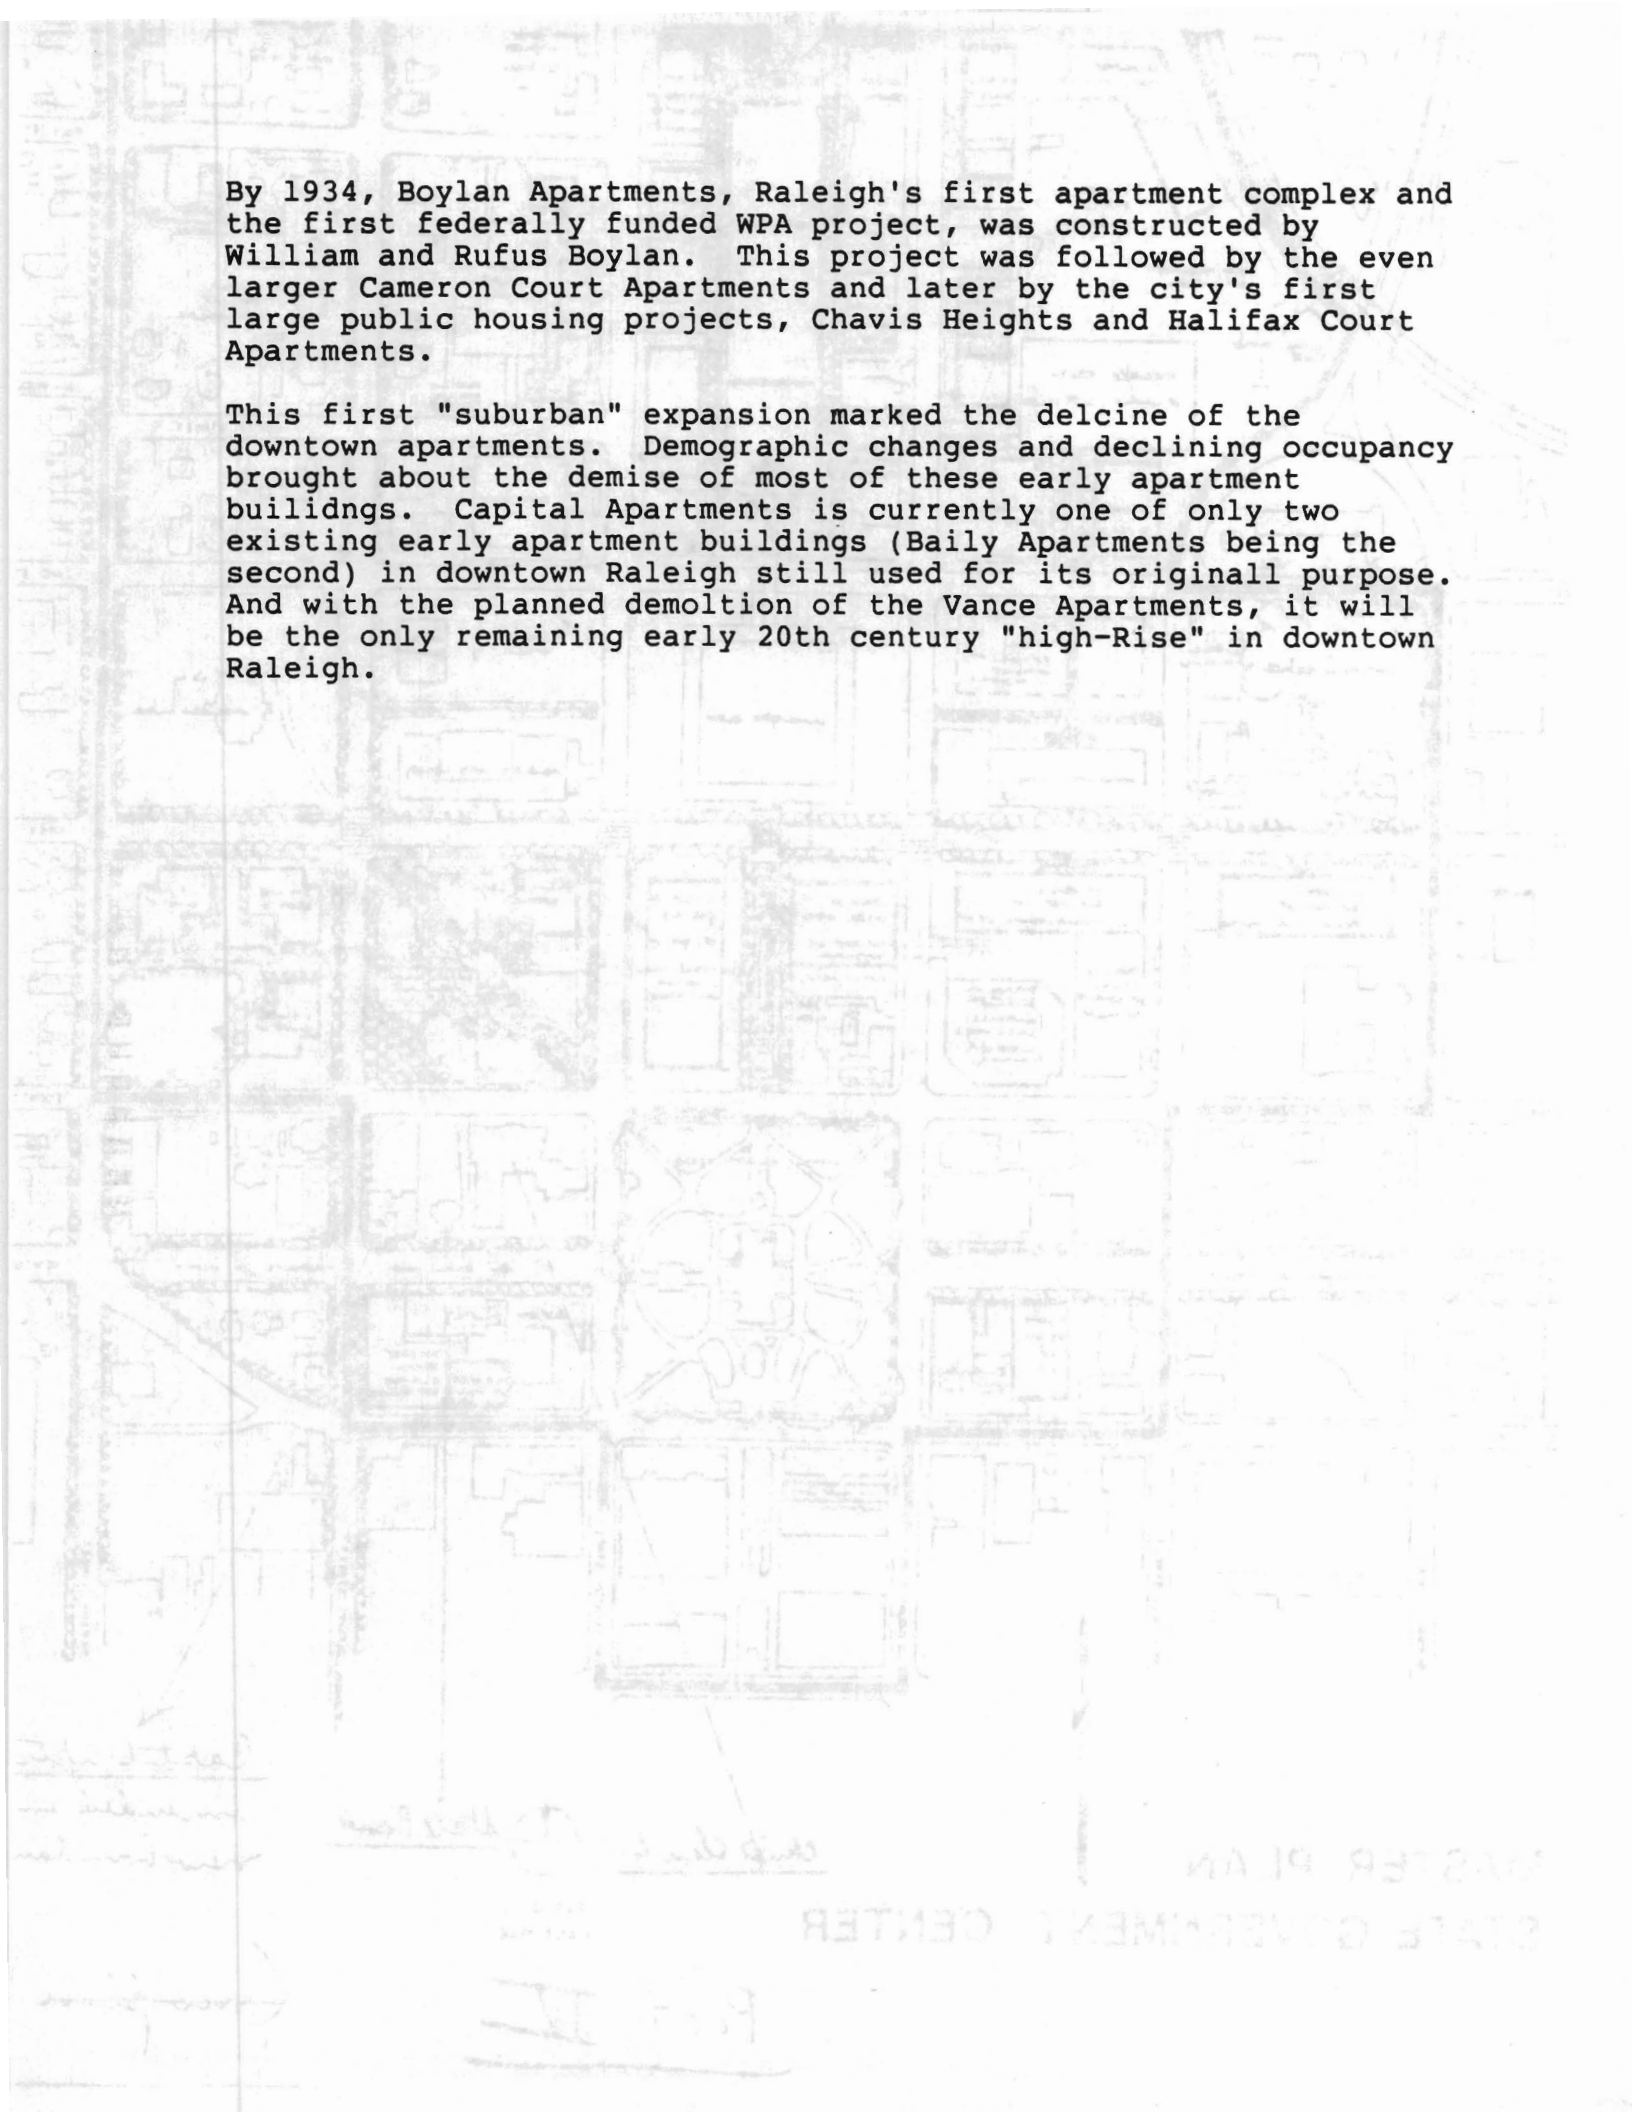 By 1934, Boylan Apartments, Raleigh's first apartment complex and
the first federally funded WPA project, was constructed by
William and Rufus Boylan. This project was followed by the even
larger Cameron Court Apartments and later by the city's first
large public housing projects, Chavis Heights and Halifax Court
Apartments.
This first "suburban" expansion marked the delcine of the
downtown apartments. Demographic changes and declining occupancy
brought about the demise of most of these early apartment
builidngs. Capital Apartments is currently one of only two
existing early apartment buildings (Baily Apartments being the
second) in downtown Raleigh still used for its originall purpose.
And with the planned demoltion of the Vance Apartments, it will
be the only remaining early 20th century "high-Rise" in downtown
Raleigh.
MASTER PLAN
STATE GOVERNMENT CENTER